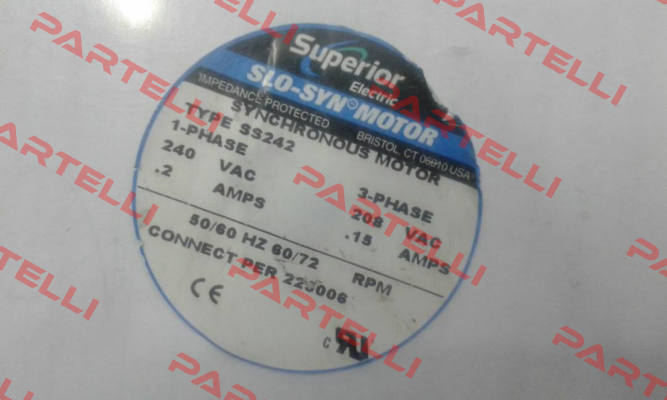 Superior
Electric
SLO-SYN® MOTOR
IMPEDANCE PROTECTED BRISTOL, CT 06010 USA
SYNCHRONOUS MOTOR
TYPE SS242
1-PHASE 3-PHASE
240 VAC 208 VAC
.2 AMPS .15 AMPS
50/60 HZ 60/72 RPM
CONNECT PER
CE
c RU
PARTELLI
PARTELLI
PARTELLI
PARTELLI
PARTELLI
PARTELLI
PARTELLI